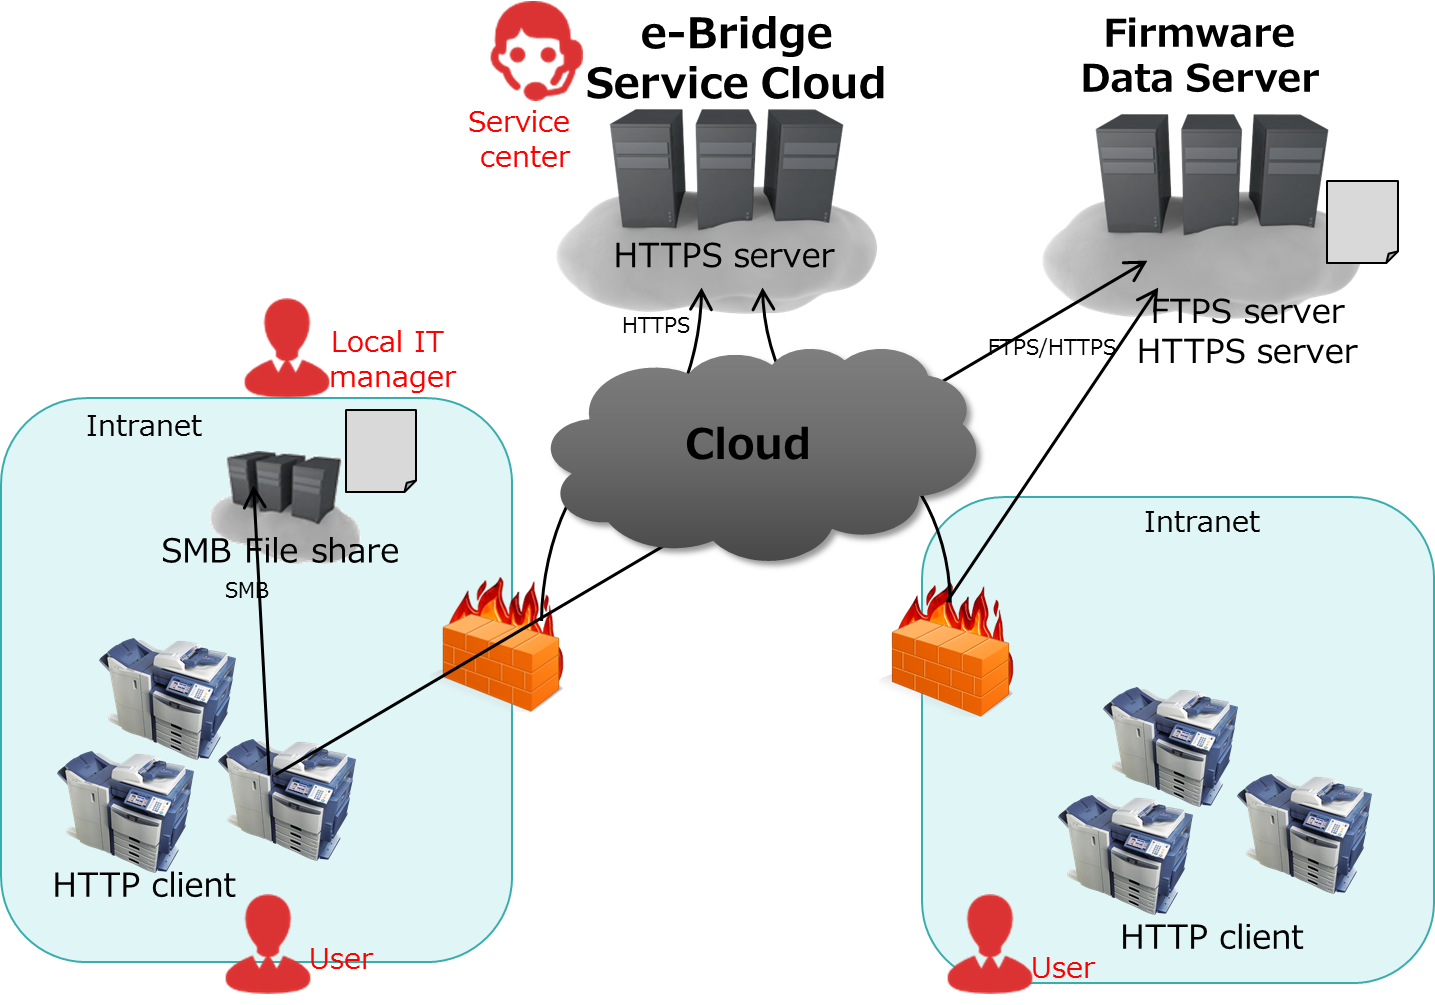 e-Bridge
Service Cloud
Firmware
Data Server
Service
center
HTTPS server
FTPS server
HTTPS server
HTTPS
FTPS/HTTPS
Local IT
manager
Intranet
Cloud
SMB File share
SMB
Intranet
HTTP client
User
HTTP client
User